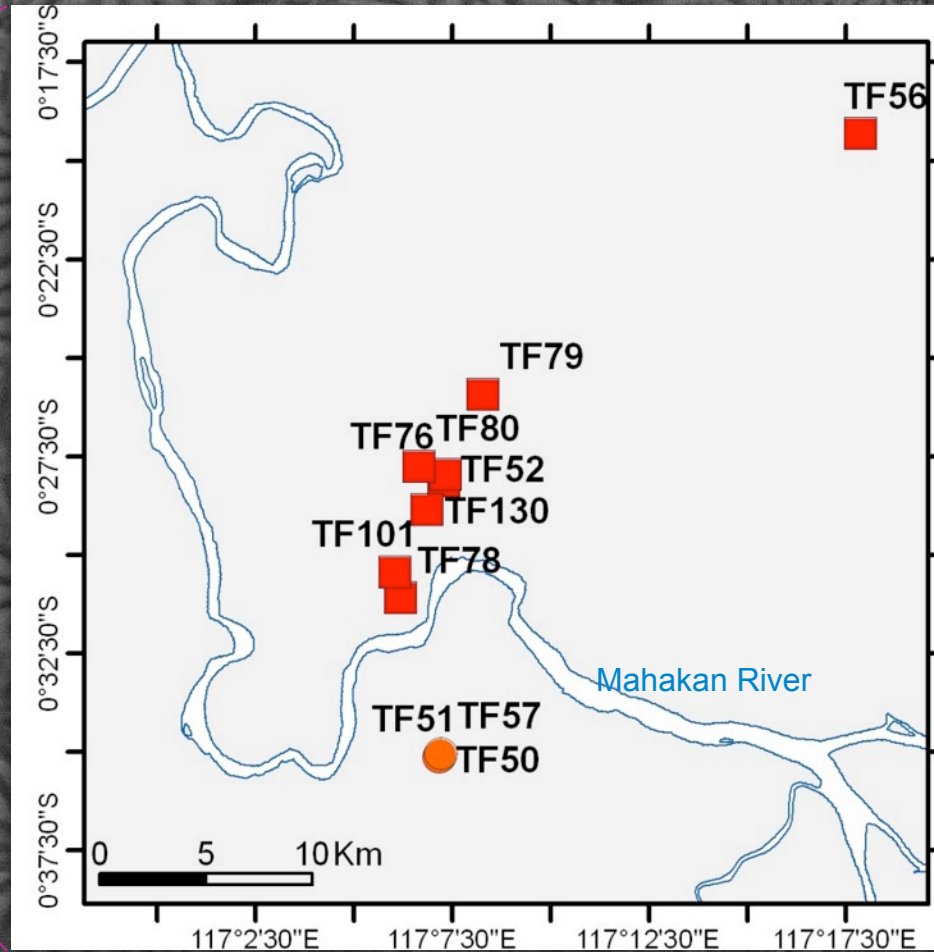 0°17'30"S
TF56
0°22'30"S
TF79
TF76 TF80
0°27'30"S
TF52
TF130
TF101
TF78
0°32'30"S
Mahakan River
TF51 TF57
TF50
0°37'30"S
0 5 10 Km
117°2'30"E 117°7'30"E 117°12'30"E 117°17'30"E